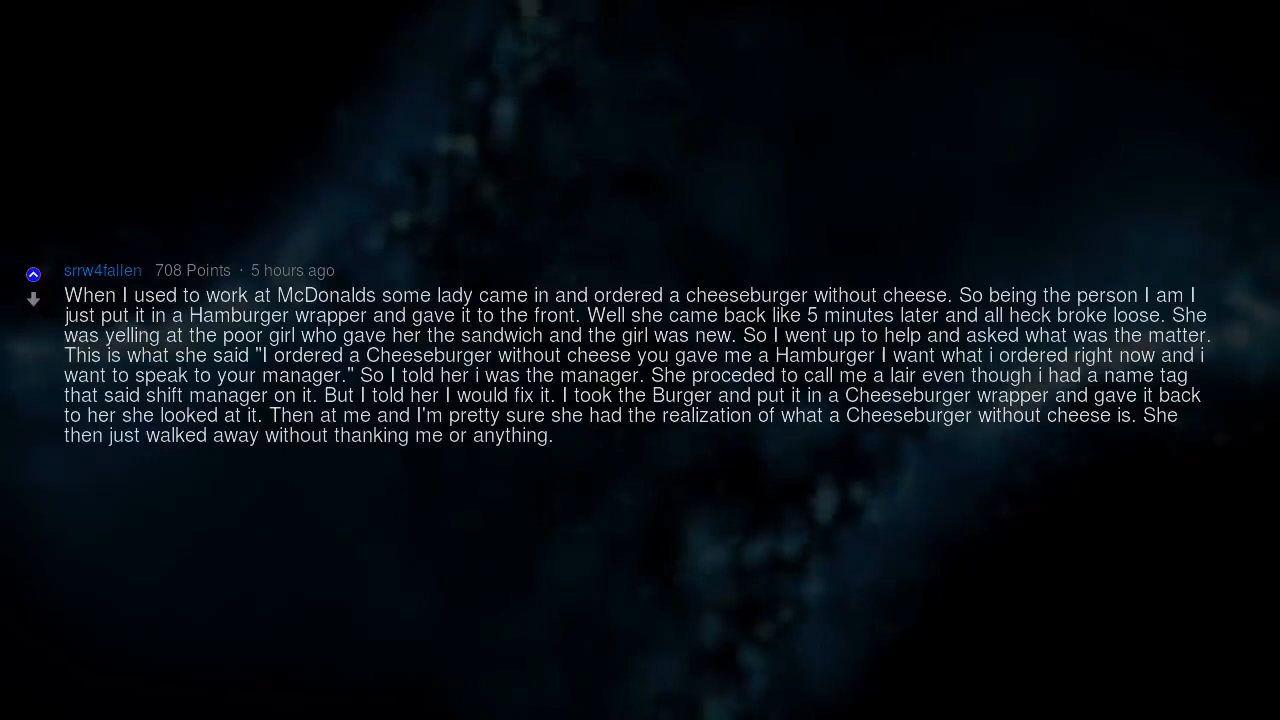 srrw4fallen 708 Points · 5 hours ago
When I used to work at McDonalds some lady came in and ordered a cheeseburger without cheese. So being the person I am I
just put it in a Hamburger wrapper and gave it to the front. Well she came back like 5 minutes later and all heck broke loose. She
was yelling at the poor girl who gave her the sandwich and the girl was new. So I went up to help and asked what was the matter.
This is what she said "I ordered a Cheeseburger without cheese you gave me a Hamburger I want what i ordered right now and i
want to speak to your manager." So I told her i was the manager. She proceded to call me a lair even though i had a name tag
that said shift manager on it. But I told her I would fix it. I took the Burger and put it in a Cheeseburger wrapper and gave it back
to her she looked at it. Then at me and I'm pretty sure she had the realization of what a Cheeseburger without cheese is. She
then just walked away without thanking me or anything.